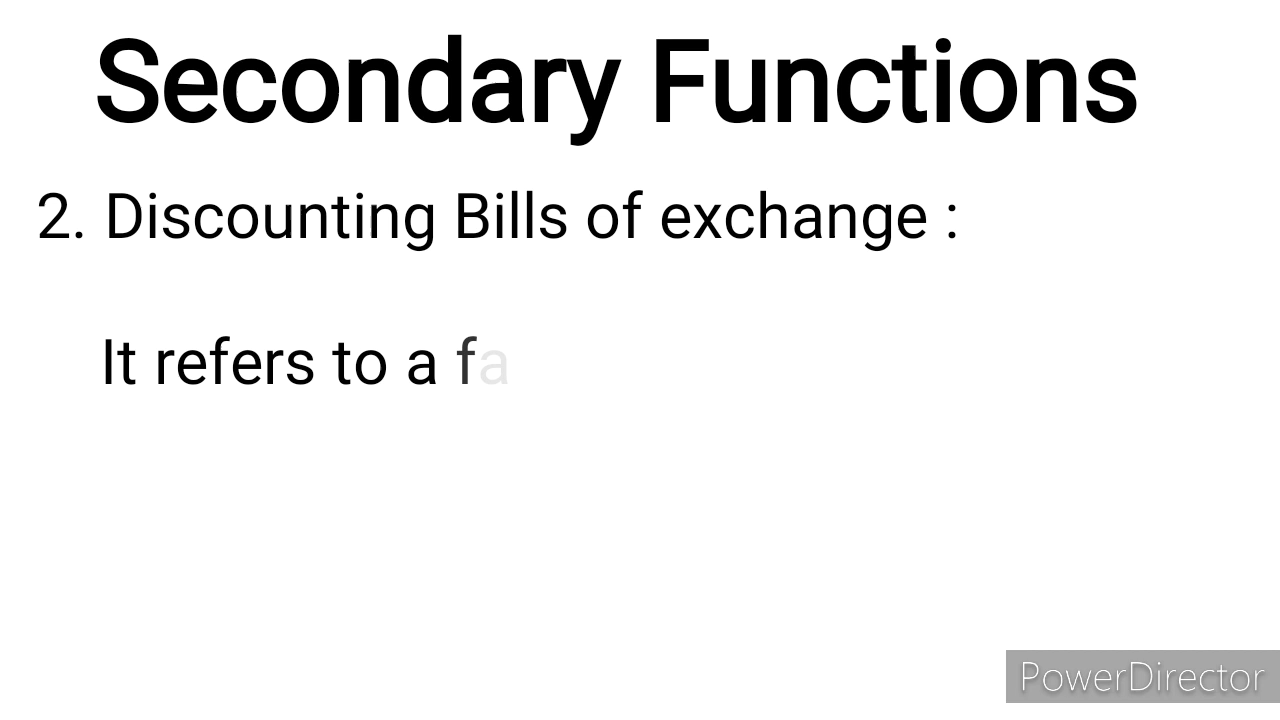 Secondary Functions
2. Discounting Bills of exchange :
It refers to a fa
PowerDirector